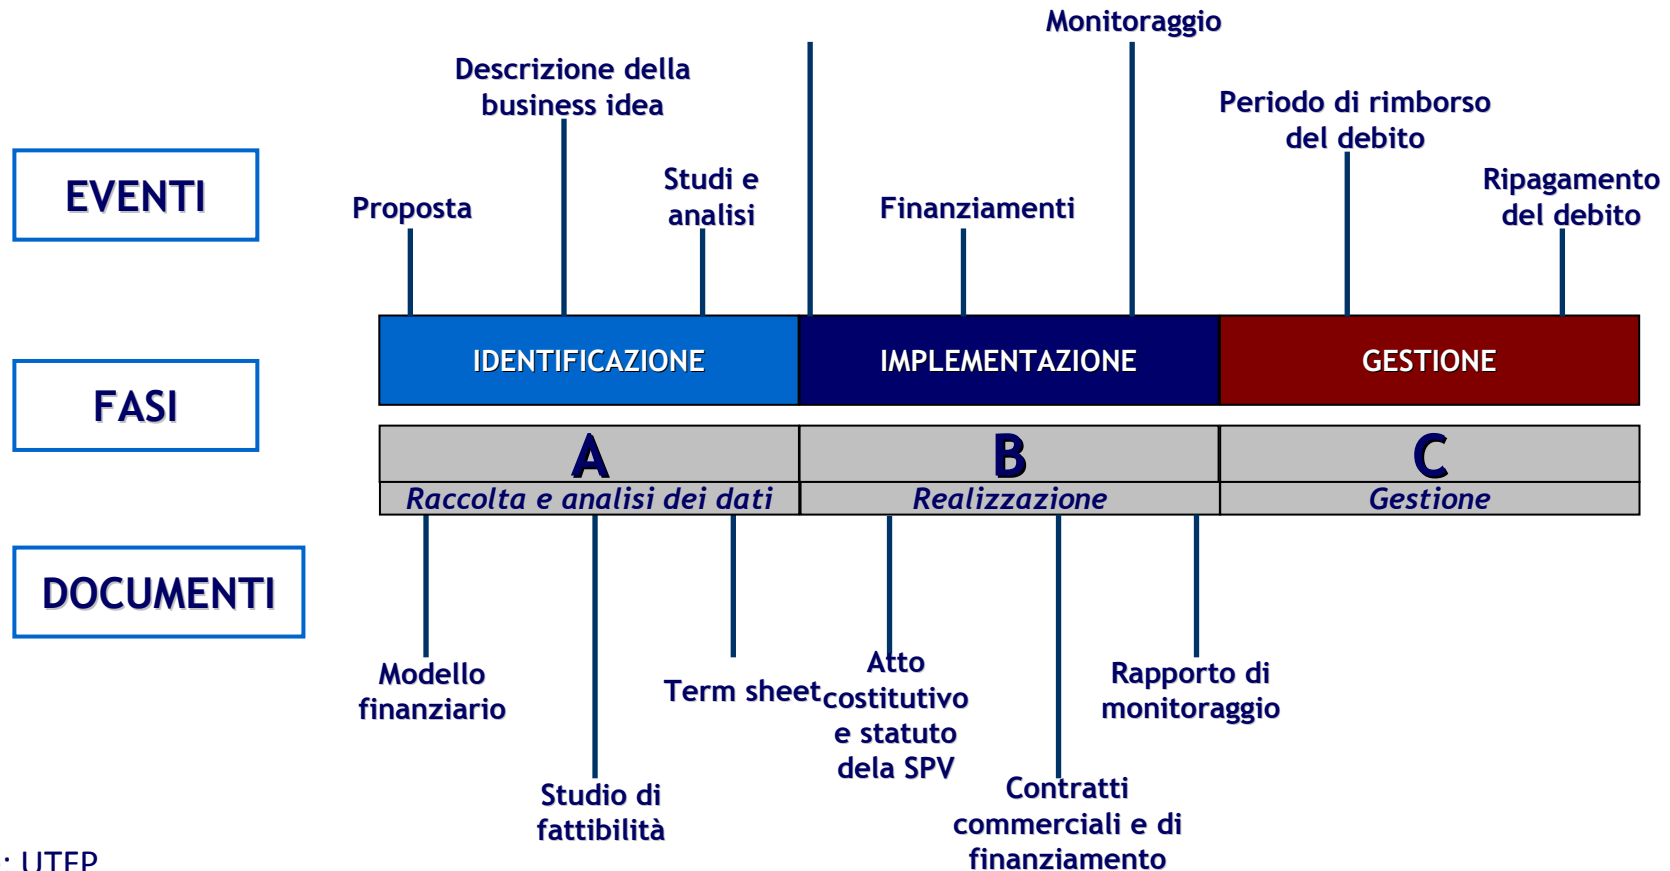 Monitoraggio
Descrizione della
business idea
Periodo di rimborso
del debito
EVENTI
Proposta
Studi e
analisi
Finanziamenti
Ripagamento
del debito
FASI
IDENTIFICAZIONE
IMPLEMENTAZIONE
GESTIONE
A
B
C
Raccolta e analisi dei dati
Realizzazione
Gestione
DOCUMENTI
Modello
finanziario
Studio di
fattibilità
Term sheet
Atto
costitutivo
e statuto
dela SPV
Contratti
commerciali e di
finanziamento
Rapporto di
monitoraggio
: UTFP